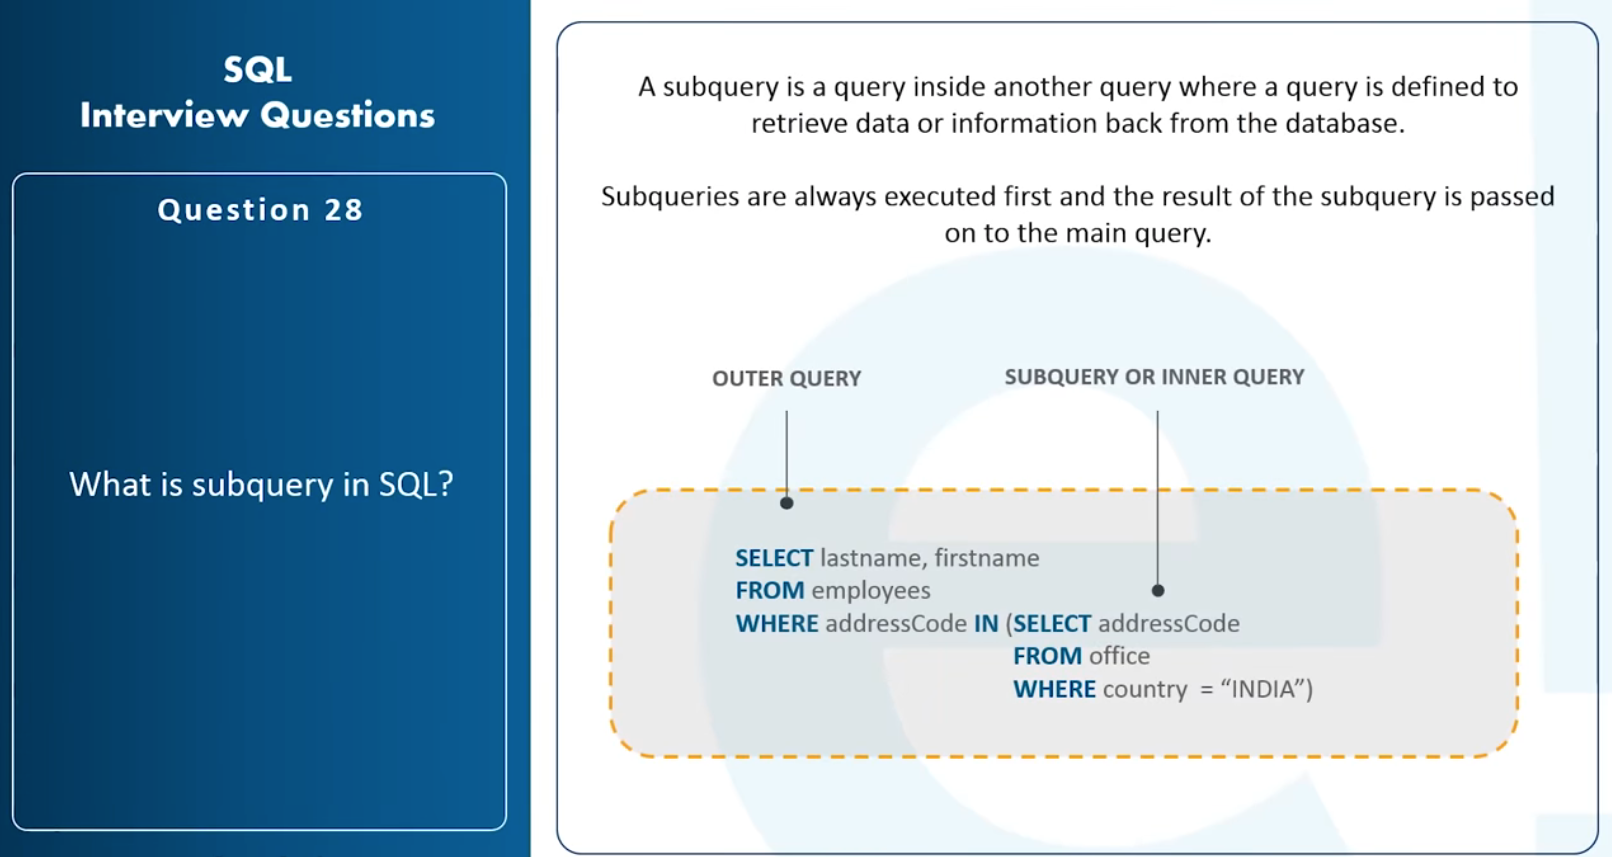 SQL
Interview Questions
Question 28
What is subquery in SQL?
A subquery is a query inside another query where a query is defined to
retrieve data or information back from the database.
Subqueries are always executed first and the result of the subquery is passed
on to the main query.
OUTER QUERY
SUBQUERY OR INNER QUERY
SELECT lastname, firstname
FROM employees
WHERE addressCode IN (SELECT addressCode
FROM office
WHERE country  = “INDIA”)